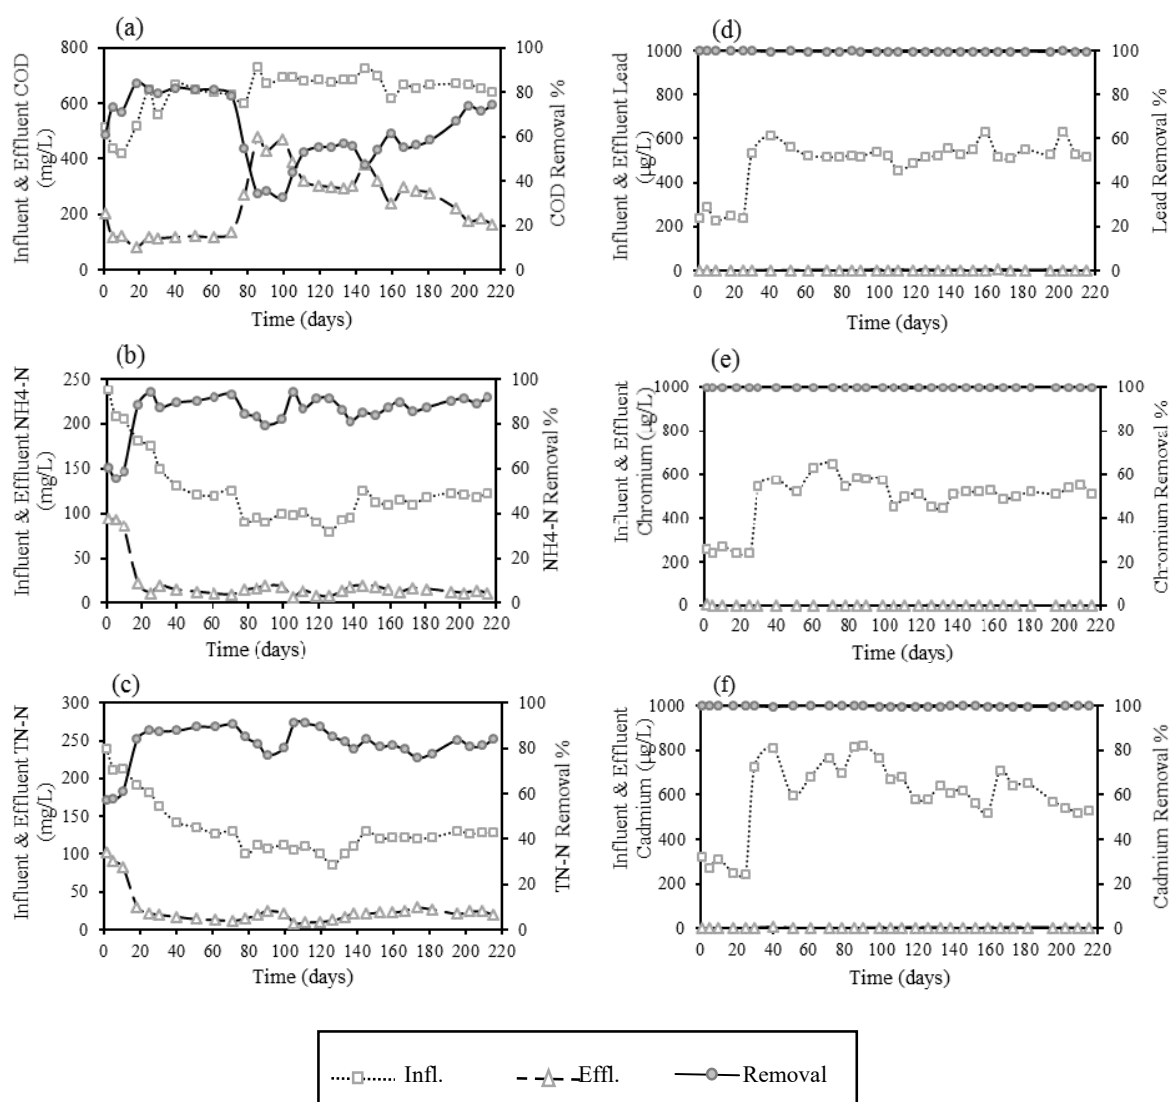 (a)
Influent & Effluent COD
(mg/L)
800
600
400
200
0
100
80
60
40
20
0
COD Removal %
0 20 40 60 80 100 120 140 160 180 200 220
Time (days)
(b)
Influent & Effluent NH4-N
(mg/L)
250
200
150
100
50
0
100
80
60
40
20
0
NH4-N Removal %
0 20 40 60 80 100 120 140 160 180 200 220
Time (days)
(c)
Influent & Effluent TN-N
(mg/L)
300
250
200
150
100
50
0
100
80
60
40
20
0
TN-N Removal %
0 20 40 60 80 100 120 140 160 180 200 220
Time (days)
(d)
Influent & Effluent Lead
(µg/L)
1000
800
600
400
200
0
100
80
60
40
20
0
Lead Removal %
0 20 40 60 80 100 120 140 160 180 200 220
Time (days)
(e)
Influent & Effluent
Chromium (µg/L)
1000
800
600
400
200
0
100
80
60
40
20
0
Chromium Removal %
0 20 40 60 80 100 120 140 160 180 200 220
Time (days)
(f)
Influent & Effluent
Cadmium (µg/L)
1000
800
600
400
200
0
100
80
60
40
20
0
Cadmium Removal %
0 20 40 60 80 100 120 140 160 180 200 220
Time (days)
Infl. Effl. Removal